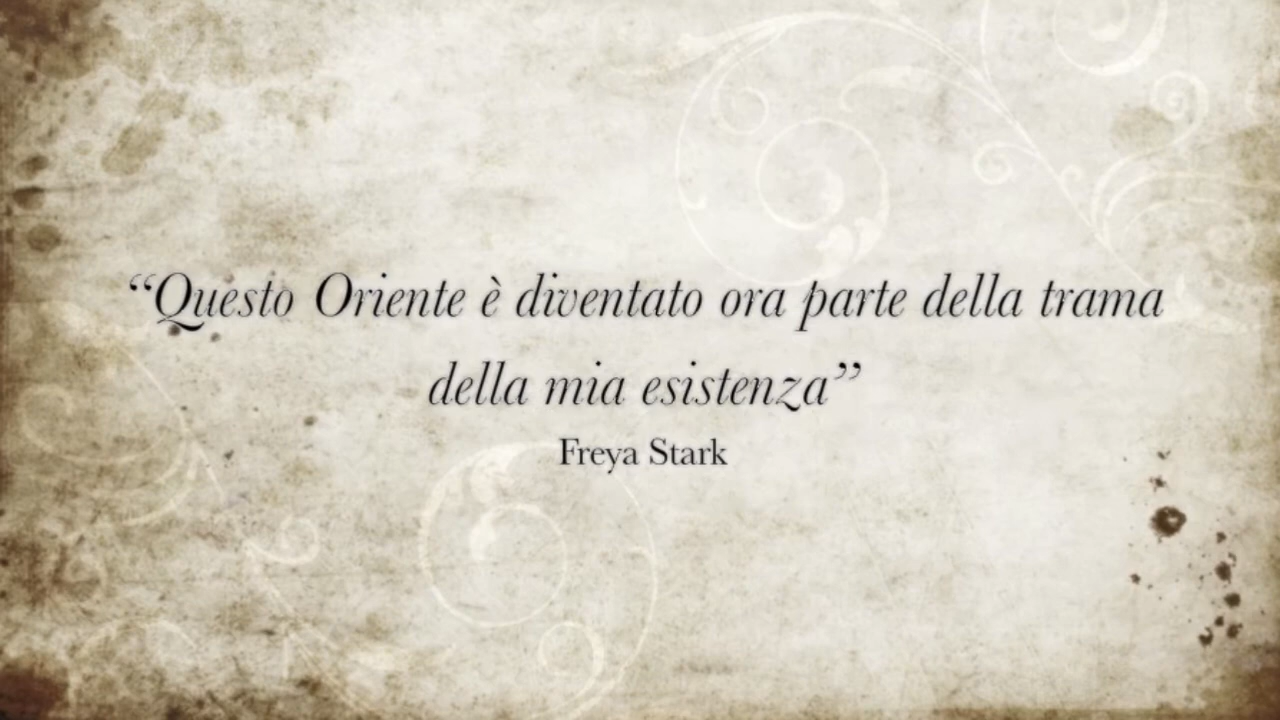 “Questo Oriente è diventato ora parte della trama
della mia esistenza”
Freya Stark